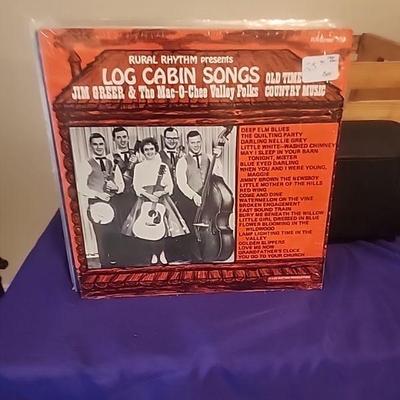 RURAL RHYTHM presents
LOG CABIN SONGS
OLD TIME
JIM GREER & The Mac-O-Chee Valley Folks
COUNTRY MUSIC
DEEP ELM BLUES
THE QUILTING PARTY
DARLING NELLIE GREY
LITTLE WHITE-WASHED CHIMNEY
MAY I SLEEP IN YOUR BARN
TONIGHT, MISTER
BLUE EYED DARLING
WHEN YOU AND I WERE YOUNG,
MAGGIE
JIMMY BROWN THE NEWSBOY
LITTLE MOTHER OF THE HILLS
RED WING
COME AND DINE
WATERMELON ON THE VINE
BROKEN ENGAGEMENT
EAST BOUND TRAIN
BURY ME BENEATH THE WILLOW
LITTLE GIRL DRESSED IN BLUE
FLOWER BLOOMING IN THE
WILDWOOD
LAMP LIGHTING TIME IN THE
VALLEY
GOLDEN SLIPPERS
LOVE ME NOW
GRANDFATHER'S CLOCK
YOU GO TO YOUR CHURCH